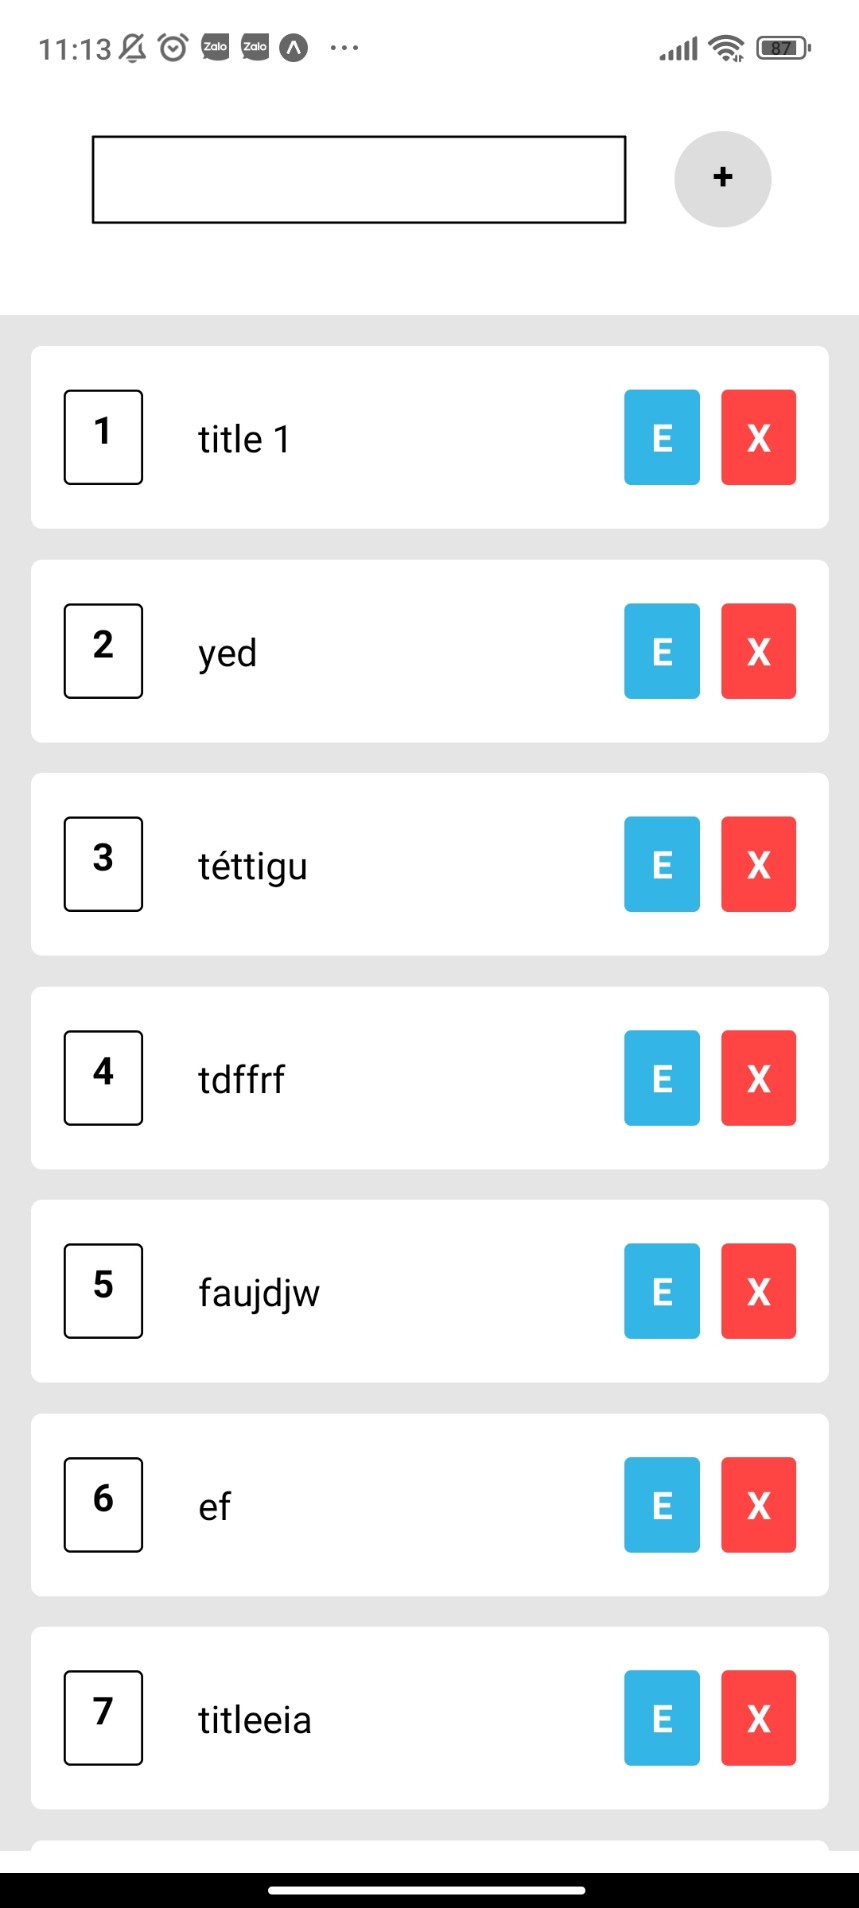 11:13 Zalo Zalo ... 87
+
1 title 1 E X
2 yed E X
3 téttigu E X
4 tdffrf E X
5 faujdjw E X
6 ef E X
7 titleeia E X